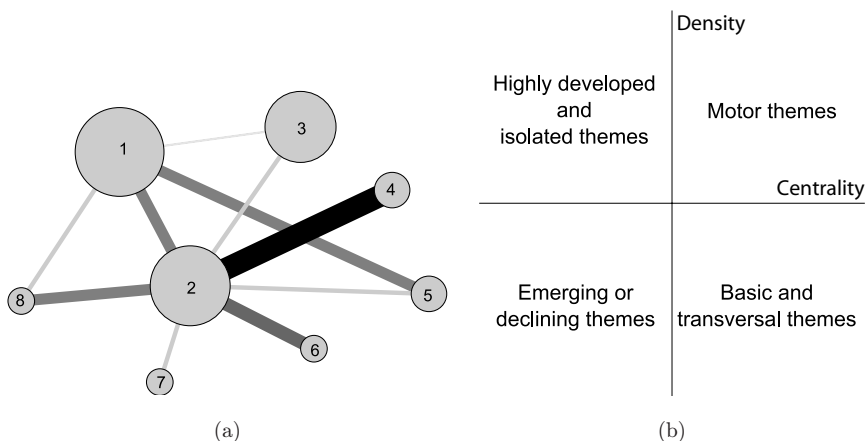 1
3
4
2
5
8
6
7
(a)
Density
Highly developed
and
isolated themes
Motor themes
Centrality
Emerging or
declining themes
Basic and
transversal themes
(b)